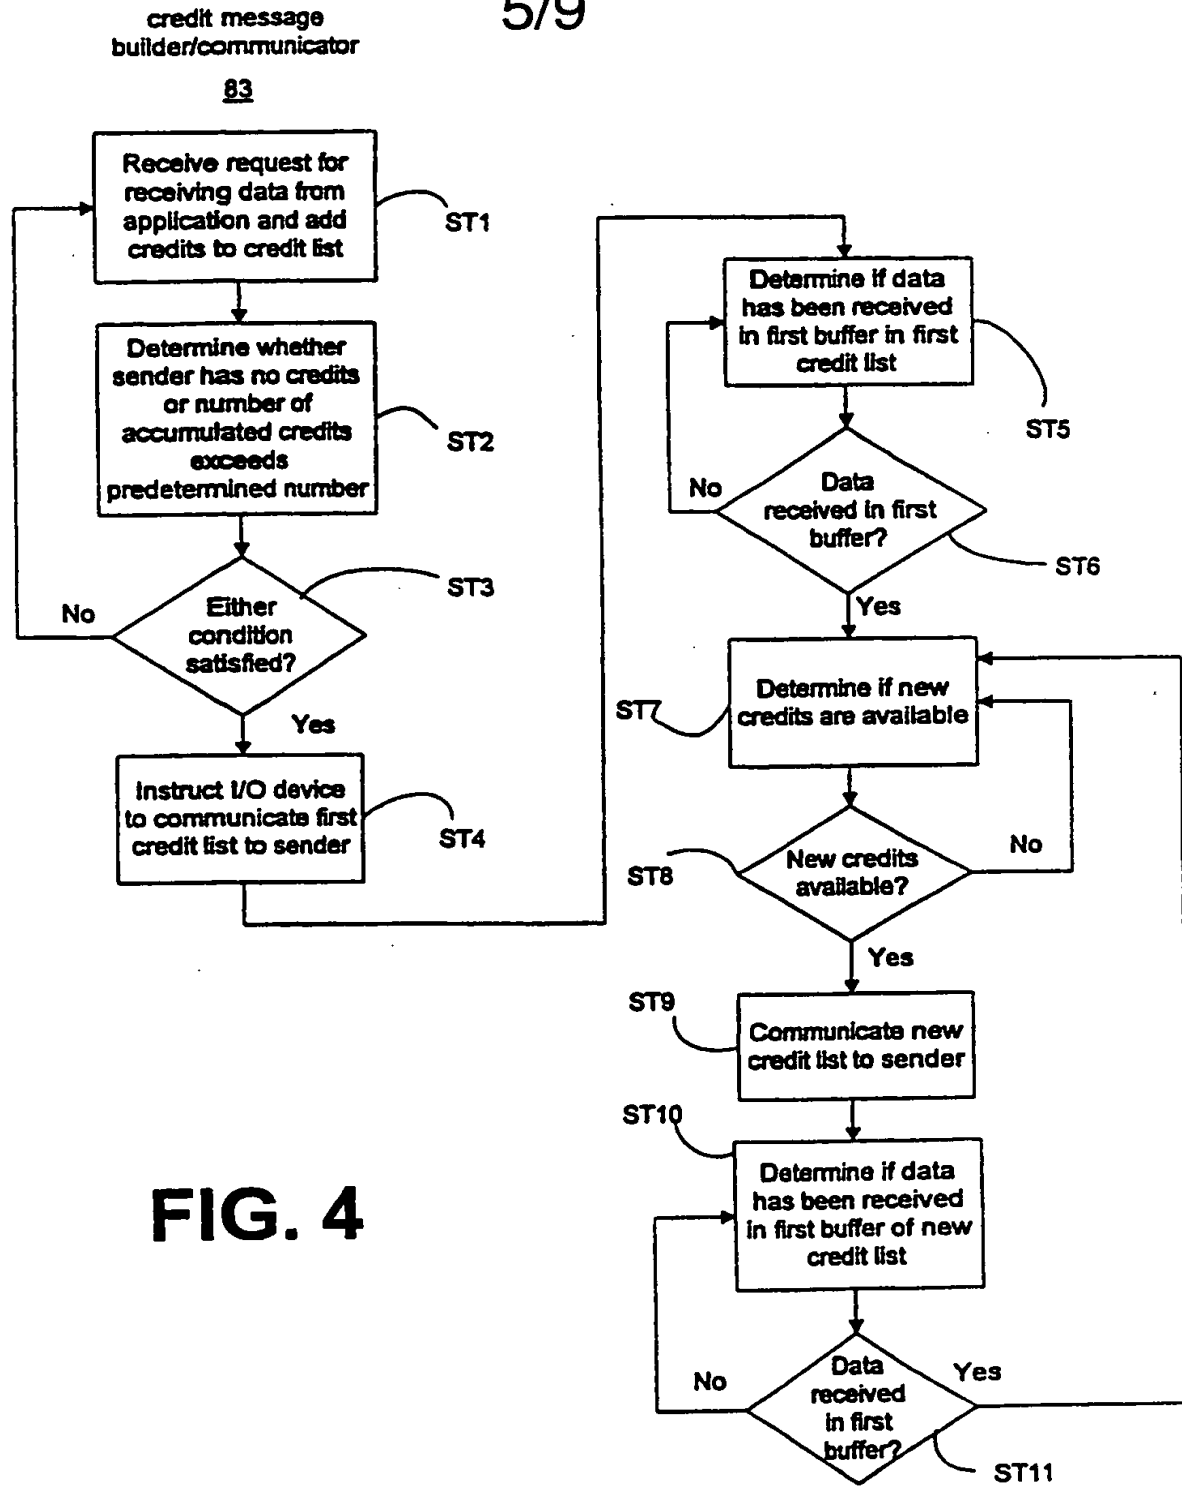 5/9
credit message
builder/communicator
83
Receive request for
receiving data from
application and add
credits to credit list
ST1
Determine whether
sender has no credits
or number of
accumulated credits
exceeds
predetermined number
ST2
Either
condition
satisfied?
ST3
No
Yes
Instruct I/O device
to communicate first
credit list to sender
ST4
Determine if data
has been received
in first buffer in first
credit list
ST5
Data
received in first
buffer?
No
ST6
Yes
Determine if new
credits are available
ST7
New credits
available?
No
ST8
Yes
ST9
Communicate new
credit list to sender
ST10
Determine if data
has been received
in first buffer of new
credit list
Data
received
in first
buffer?
No
Yes
ST11
FIG. 4